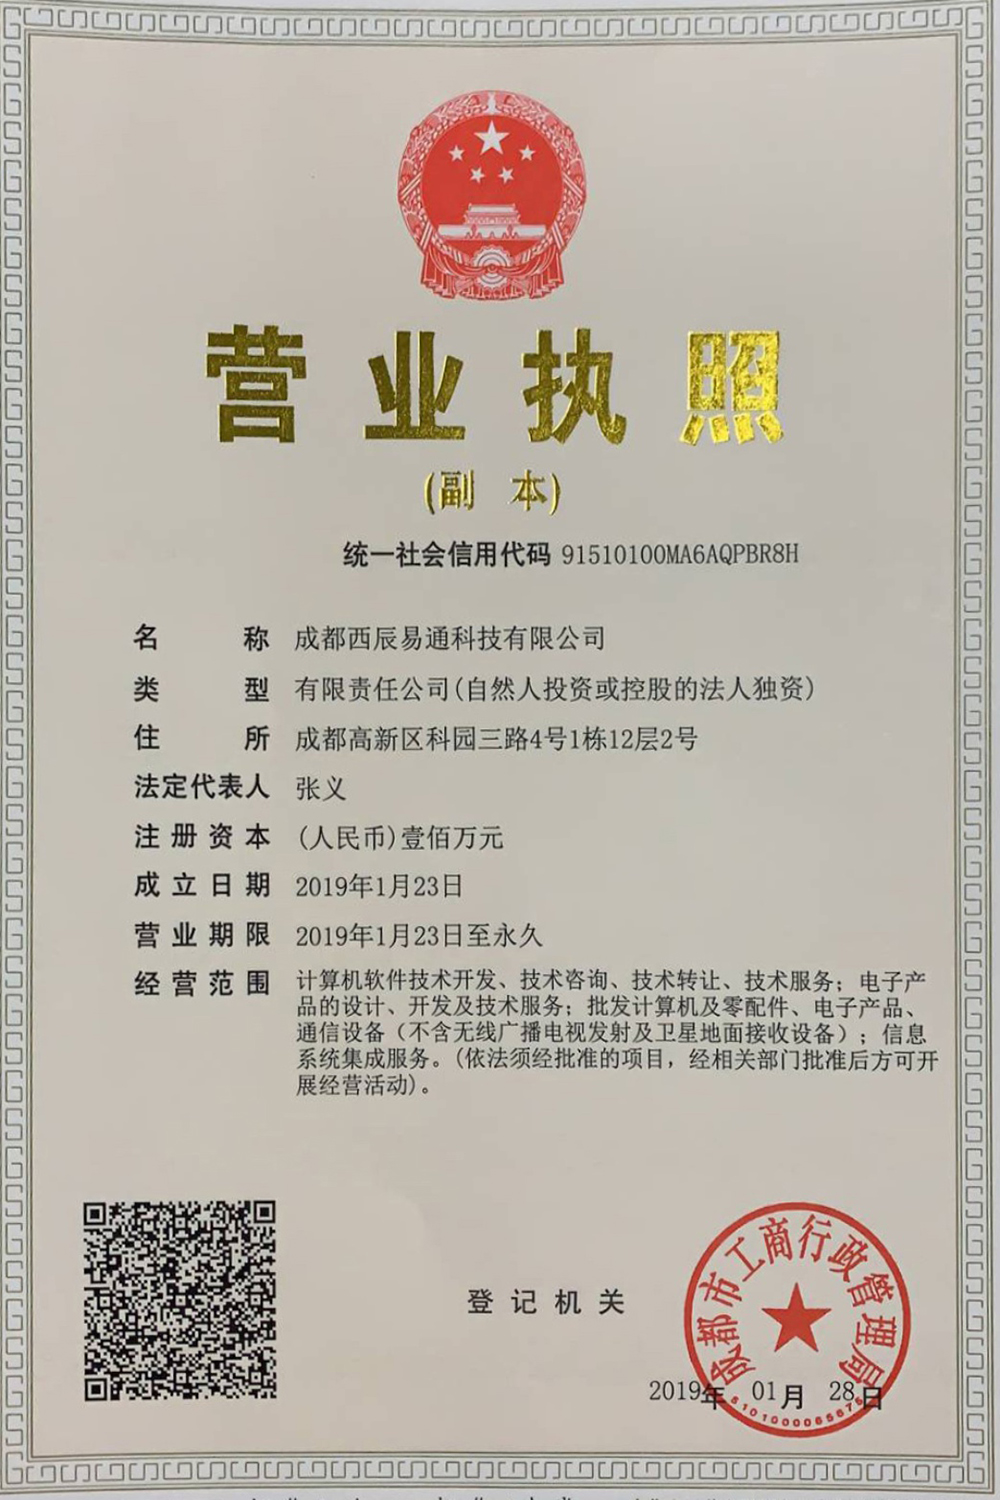 营业执照
(副 本)
统一社会信用代码 91510100MA6AQPBR8H
名称 成都西辰易通科技有限公司
类型 有限责任公司(自然人投资或控股的法人独资)
住所 成都高新区科园三路4号1栋12层2号
法定代表人 张义
注册资本 (人民币)壹佰万元
成立日期 2019年1月23日
营业期限 2019年1月23日至永久
经营范围 计算机软件技术开发、技术咨询、技术转让、技术服务；电子产
品的设计、开发及技术服务；批发计算机及零配件、电子产品、
通信设备（不含无线广播电视发射及卫星地面接收设备）；信息
系统集成服务。(依法须经批准的项目，经相关部门批准后方可开
展经营活动)。
成都市工商行政管理局
登记机关
2019年 01月 28日